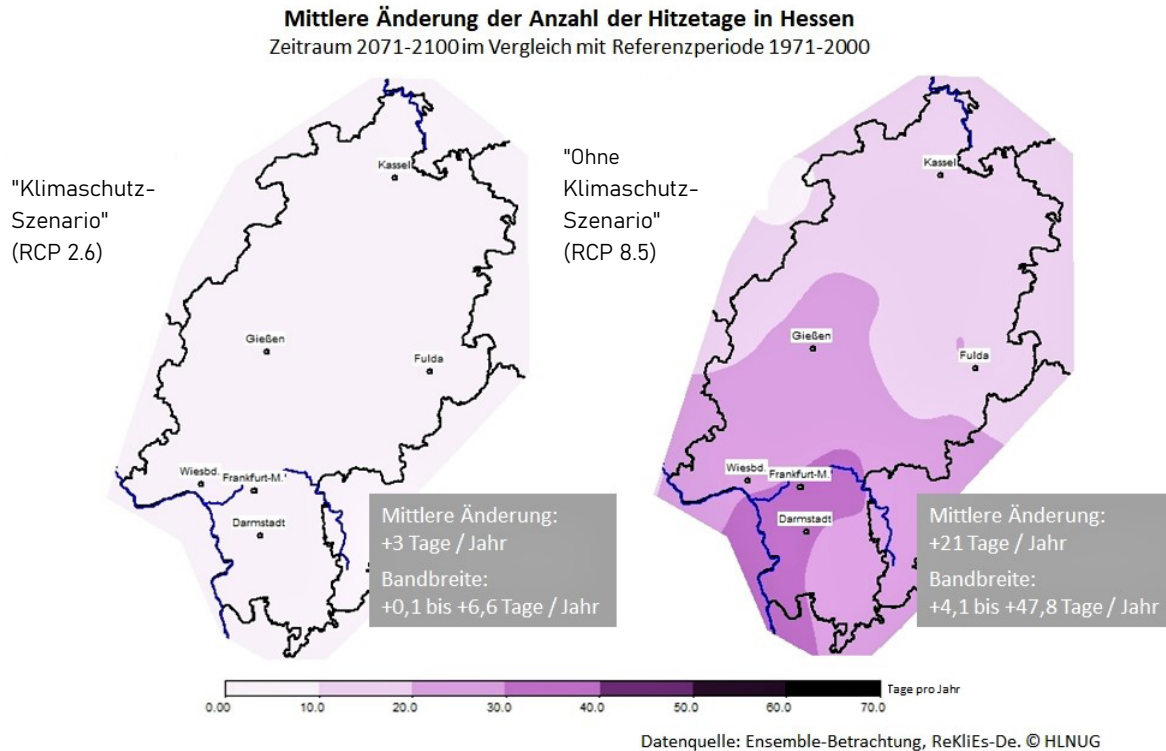 Mittlere Änderung der Anzahl der Hitzetage in Hessen
Zeitraum 2071-2100 im Vergleich mit Referenzperiode 1971-2000
"Klimaschutz-
Szenario"
(RCP 2.6)
Kassel
Gießen
Fulda
Wiesbd.
Frankfurt-M.
Darmstadt
Mittlere Änderung:
+3 Tage / Jahr
Bandbreite:
+0,1 bis +6,6 Tage / Jahr
"Ohne
Klimaschutz-
Szenario"
(RCP 8.5)
Kassel
Gießen
Fulda
Wiesbd.
Frankfurt-M.
Darmstadt
Mittlere Änderung:
+21 Tage / Jahr
Bandbreite:
+4,1 bis +47,8 Tage / Jahr
0.00 10.0 20.0 30.0 40.0 50.0 60.0 70.0 Tage pro Jahr
Datenquelle: Ensemble-Betrachtung, ReKliEs-De. © HLNUG